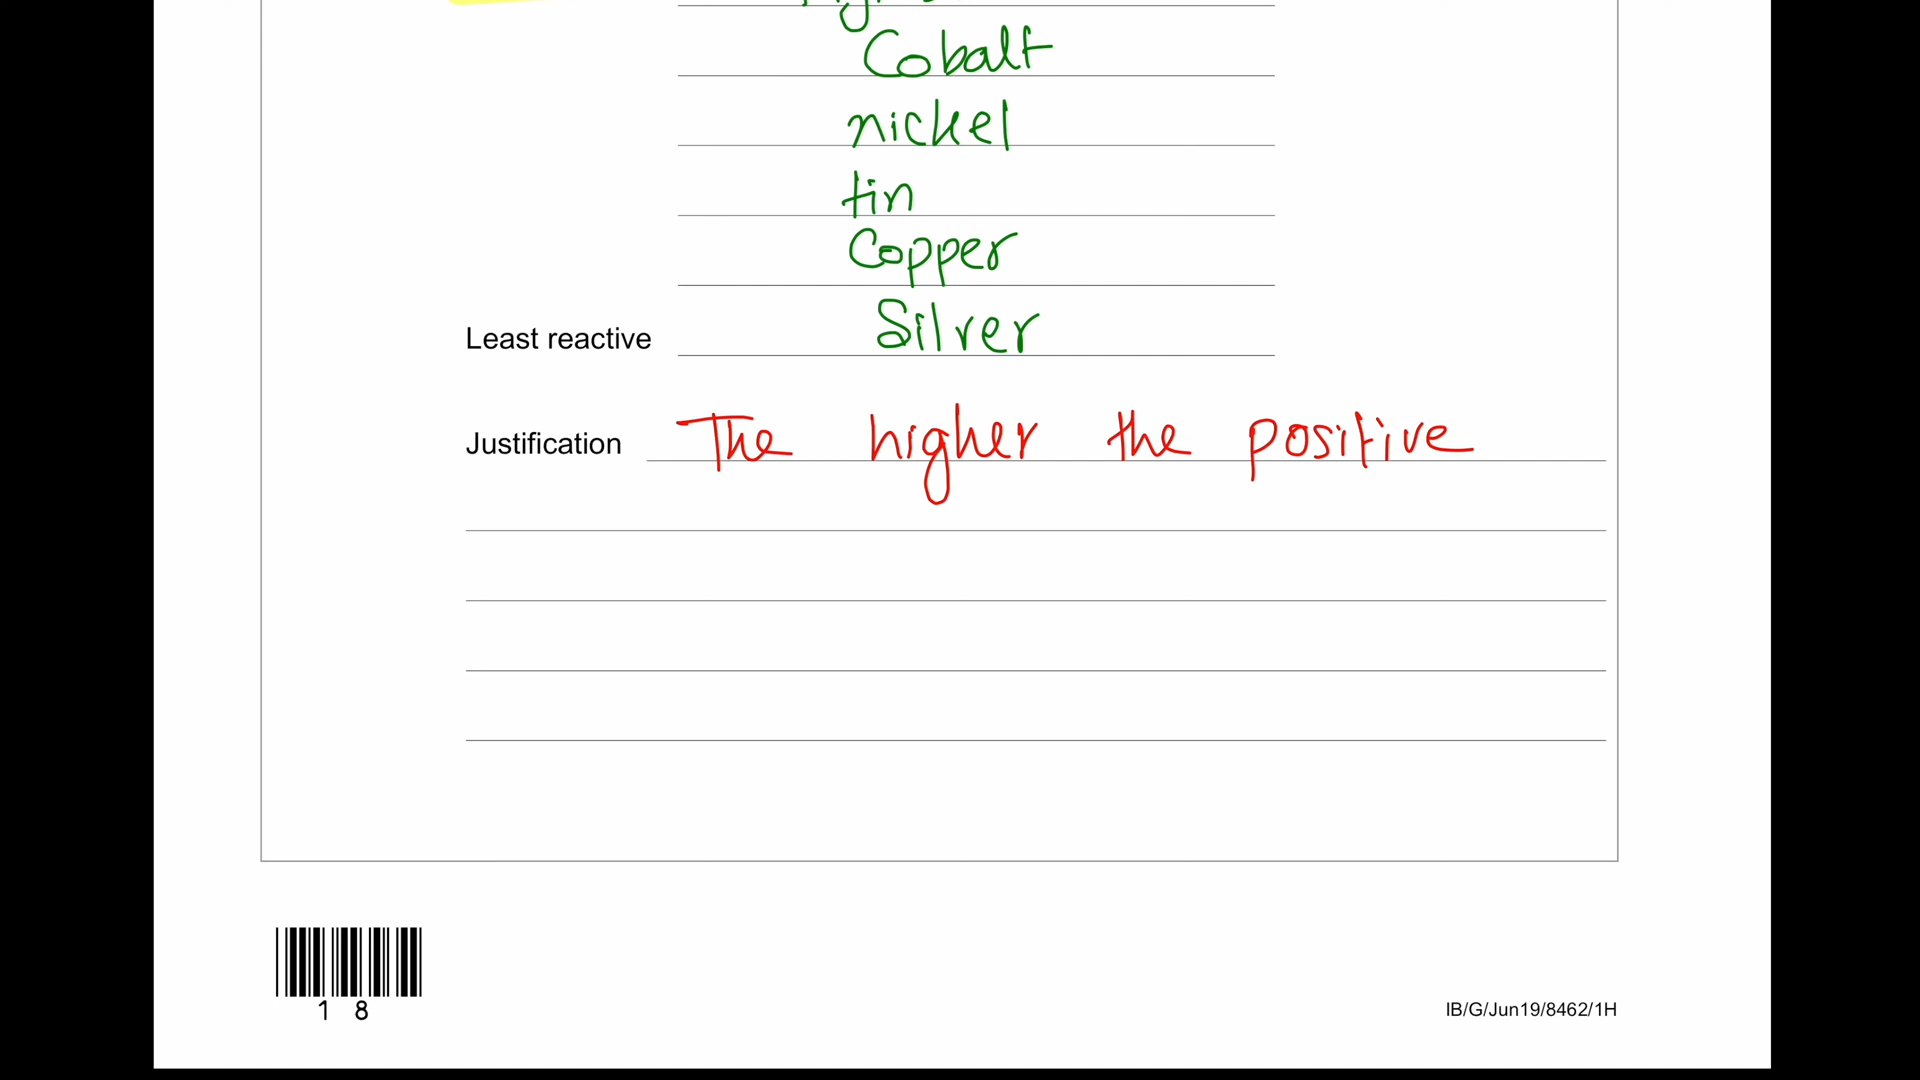 Cobalt
nickel
tin
Copper
Least reactive Silver
Justification The higher the positive
1 8
IB/G/Jun19/8462/1H